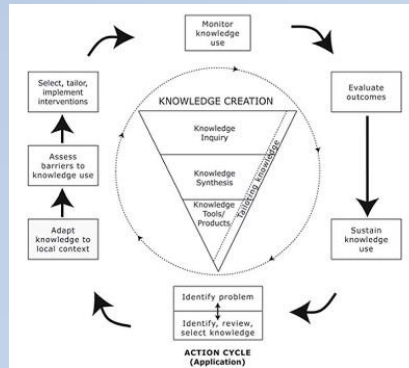 Monitor
knowledge
use
Select, tailor,
implement
interventions
Evaluate
outcomes
KNOWLEDGE CREATION
Knowledge
Inquiry
Assess
barriers to
knowledge use
Knowledge
Synthesis
Tailoring knowledge
Knowledge
Tools/
Products
Adapt
knowledge to
local context
Sustain
knowledge
use
Identify problem
Identify, review,
select knowledge
ACTION CYCLE
(Application)